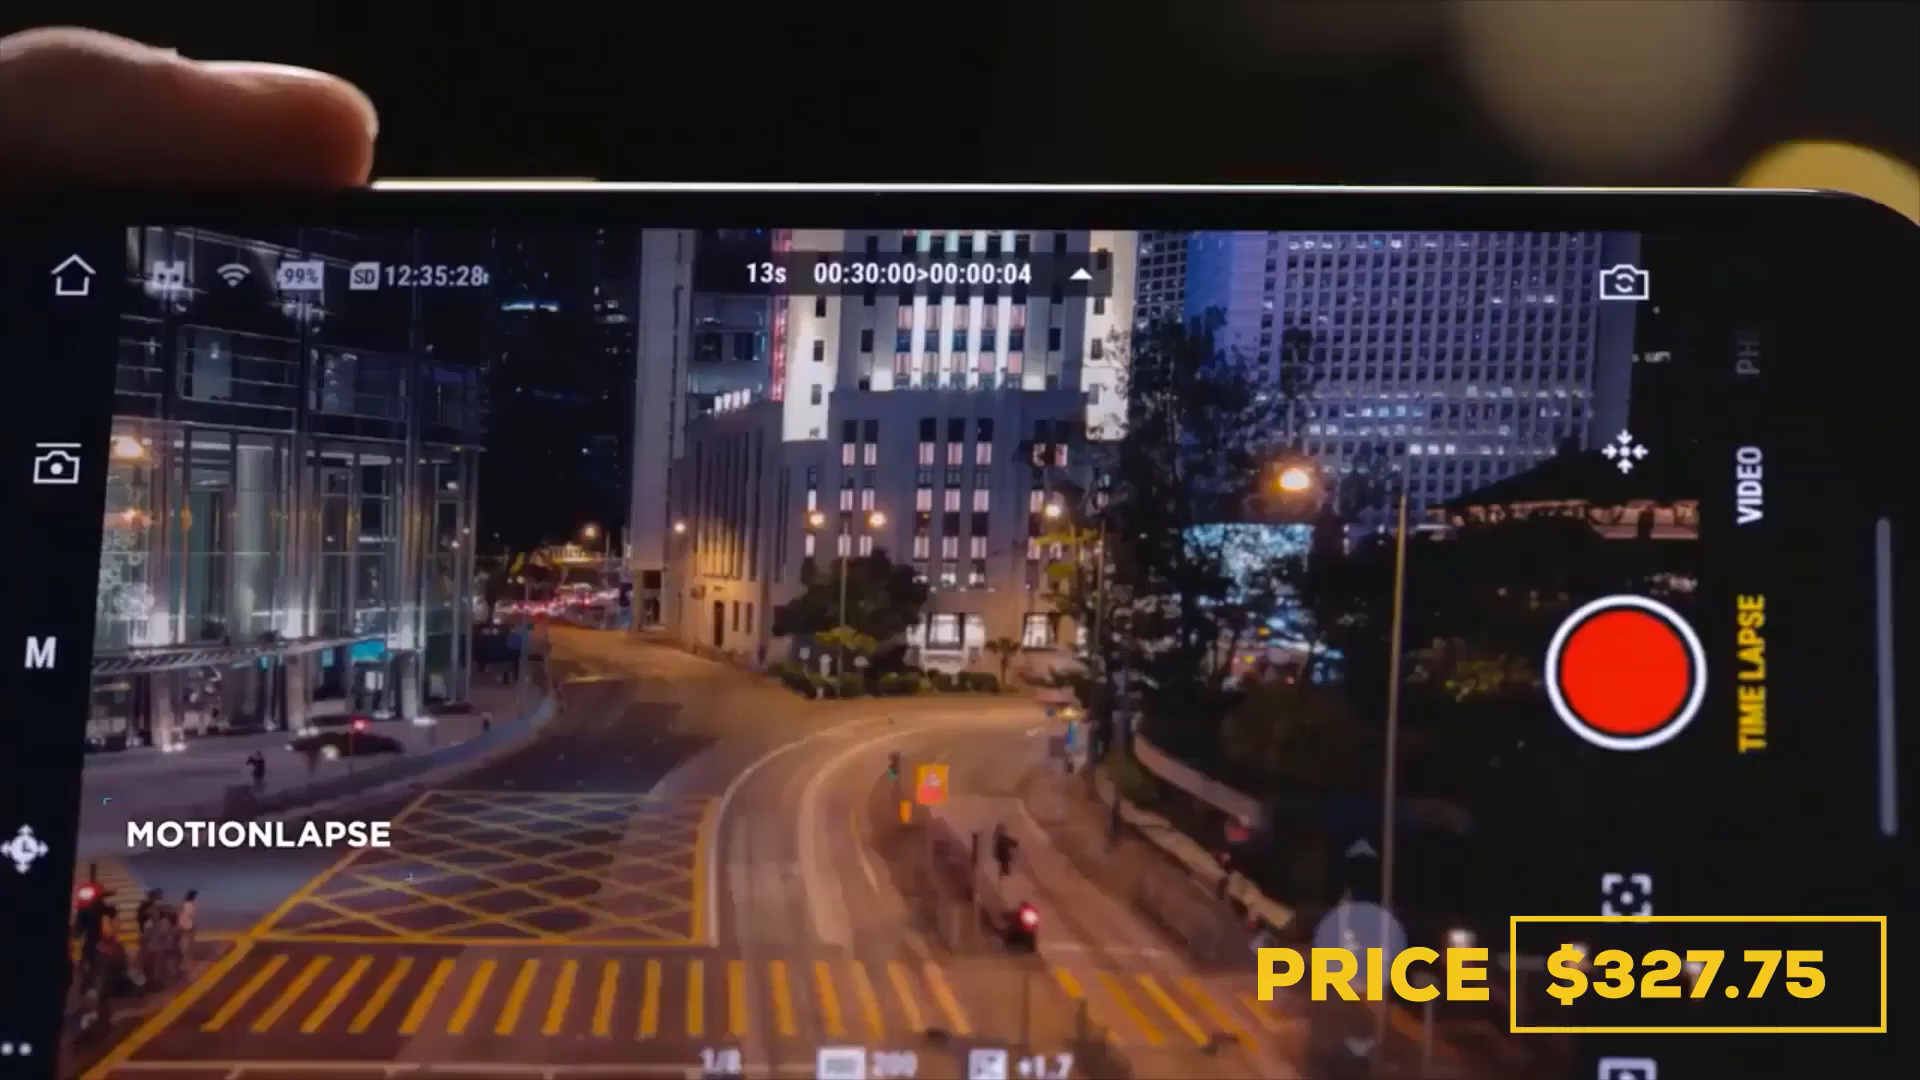 99% SD 12:35:28
13s 00:30:00>00:00:04
VIDEO
M
TIME LAPSE
MOTIONLAPSE
PRICE $327.75
1/8 200 +1.7